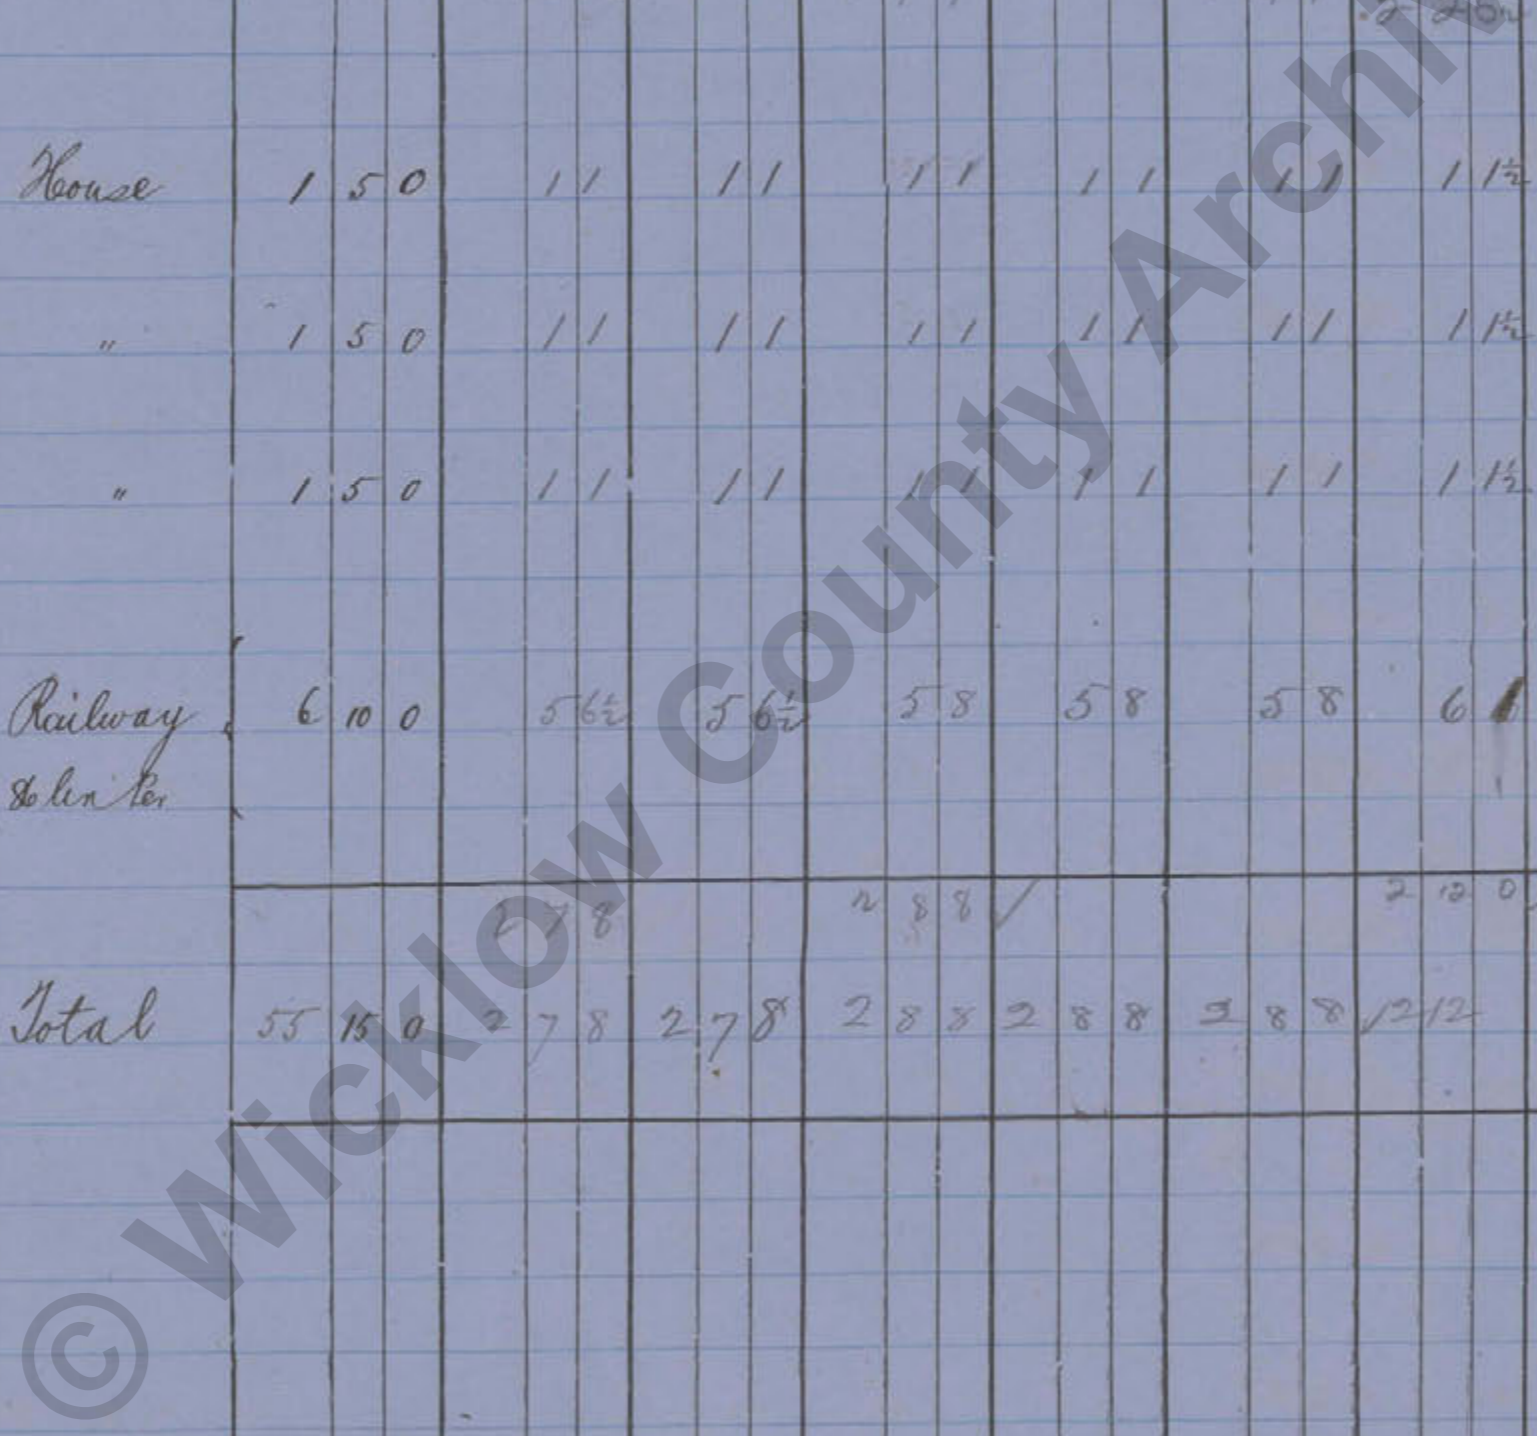 House 1 5 0 1 1 1 1 1 1 1 1 1 1 1 1½
" 1 5 0 1 1 1 1 1 1 1 1 1 1 1 1½
" 1 5 0 1 1 1 1 1 1 1 1 1 1 1 1½
Railway 6 10 0 5 6½ 5 6½ 5 8 5 8 5 8 6
2 7 8 2 8 8 ✓ 2 12 0
Total 55 15 0 2 7 8 2 7 8 2 8 8 2 8 8 2 8 8 ✓ 2 12
© Wicklow County Archiv